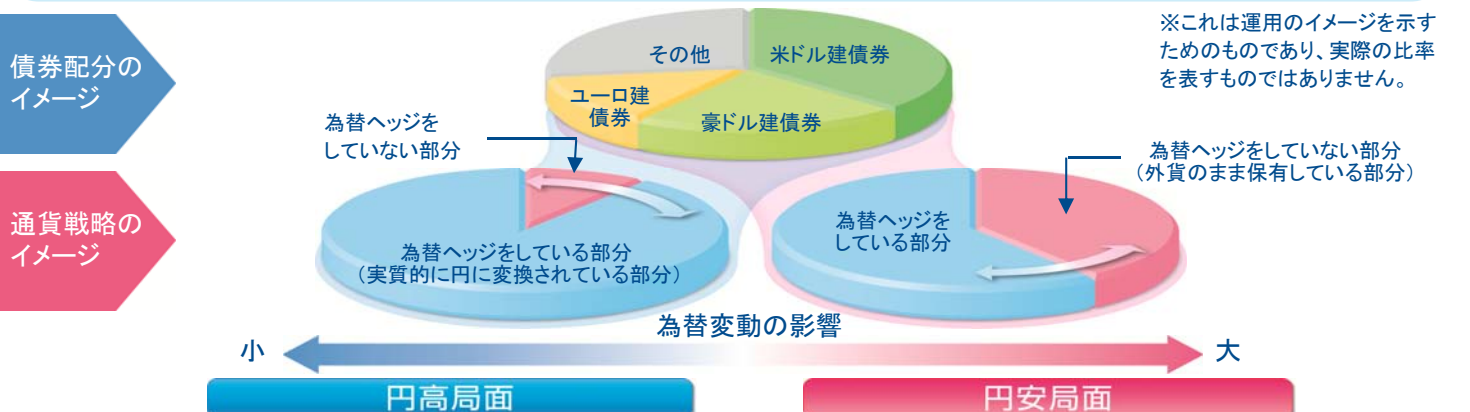 債券配分の
イメージ
その他
米ドル建債券
ユーロ建
債券
豪ドル建債券
※これは運用のイメージを示す
ためのものであり、実際の比率
を表すものではありません。
通貨戦略の
イメージ
為替ヘッジを
していない部分
為替ヘッジをしている部分
（実質的に円に変換されている部分）
為替ヘッジをしていない部分
（外貨のまま保有している部分）
為替ヘッジを
している部分
為替変動の影響
小
大
円高局面
円安局面